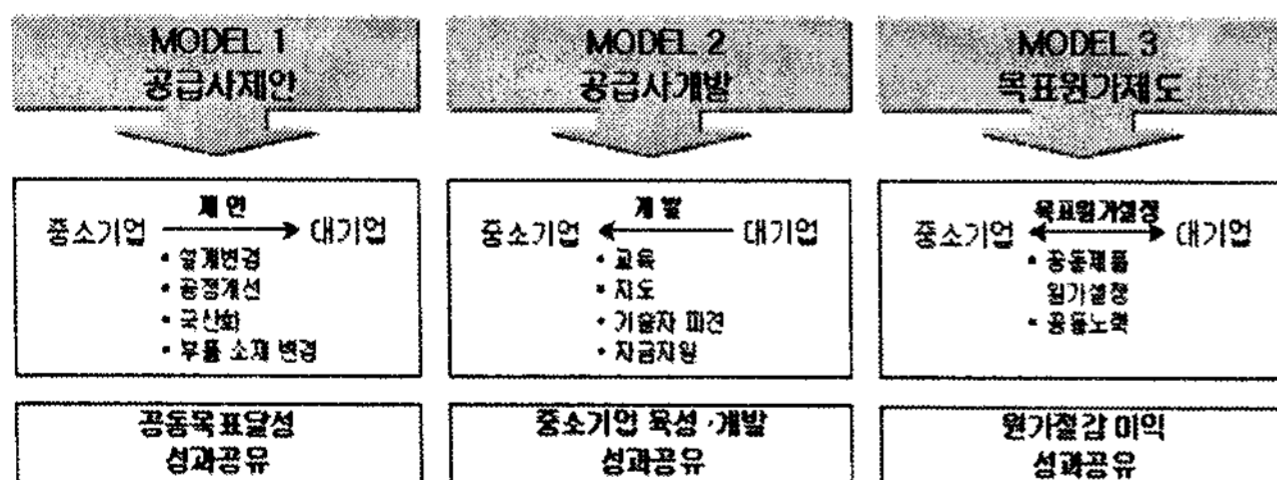 MODEL 1
공급사제안
중소기업 제안 대기업
• 설계변경
• 공정개선
• 국산화
• 부품 소재 변경
공동목표달성
성과공유
MODEL 2
공급사개발
중소기업 개발 대기업
• 교육
• 지도
• 기술자 파견
• 자금지원
중소기업 육성·개발
성과공유
MODEL 3
목표원가제도
중소기업 목표원가설정 대기업
• 공동제품
원가설정
• 공동노력
원가절감 이익
성과공유